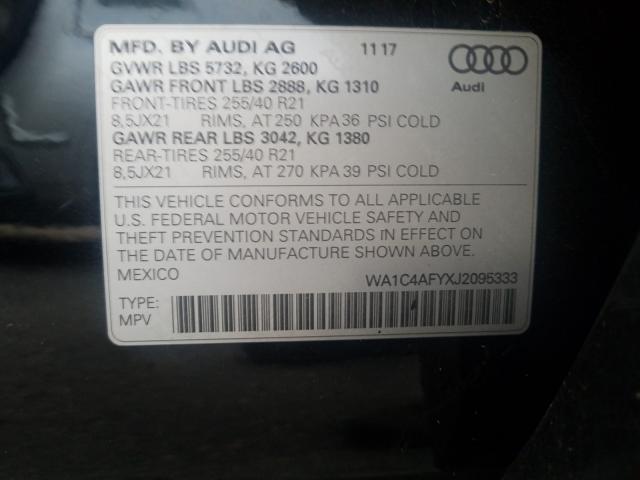 MFD. BY AUDI AG 11 17
GVWR LBS 5732, KG 2600
GAWR FRONT LBS 2888, KG 1310
FRONT-TIRES 255/40 R21
8,5JX21 RIMS, AT 250 KPA 36 PSI COLD
GAWR REAR LBS 3042, KG 1380
REAR-TIRES 255/40 R21
8,5JX21 RIMS, AT 270 KPA 39 PSI COLD
Audi
THIS VEHICLE CONFORMS TO ALL APPLICABLE
U.S. FEDERAL MOTOR VEHICLE SAFETY AND
THEFT PREVENTION STANDARDS IN EFFECT ON
THE DATE OF MANUFACTURE SHOWN ABOVE.
MEXICO WA1C4AFYXJ2095333
TYPE:
MPV